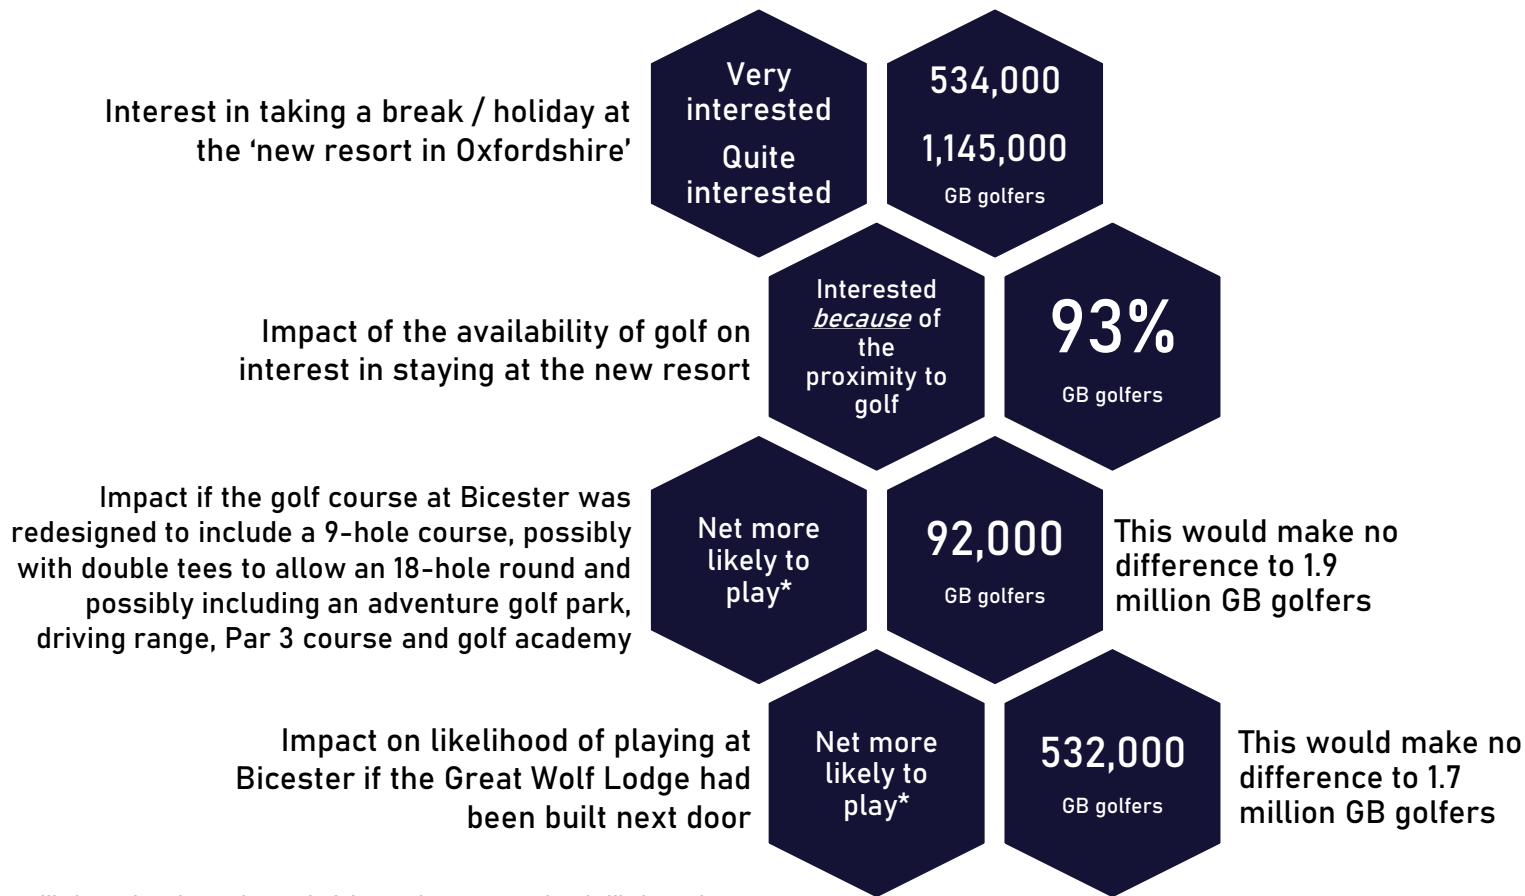 Interest in taking a break / holiday at
the ‘new resort in Oxfordshire’
Very
interested
Quite
interested
534,000
1,145,000
GB golfers
Impact of the availability of golf on
interest in staying at the new resort
Interested
because of
the
proximity to
golf
93%
GB golfers
Impact if the golf course at Bicester was
redesigned to include a 9-hole course, possibly
with double tees to allow an 18-hole round and
possibly including an adventure golf park,
driving range, Par 3 course and golf academy
Net more
likely to
play*
92,000
GB golfers
This would make no
difference to 1.9
million GB golfers
Impact on likelihood of playing at
Bicester if the Great Wolf Lodge had
been built next door
Net more
likely to
play*
532,000
GB golfers
This would make no
difference to 1.7
million GB golfers